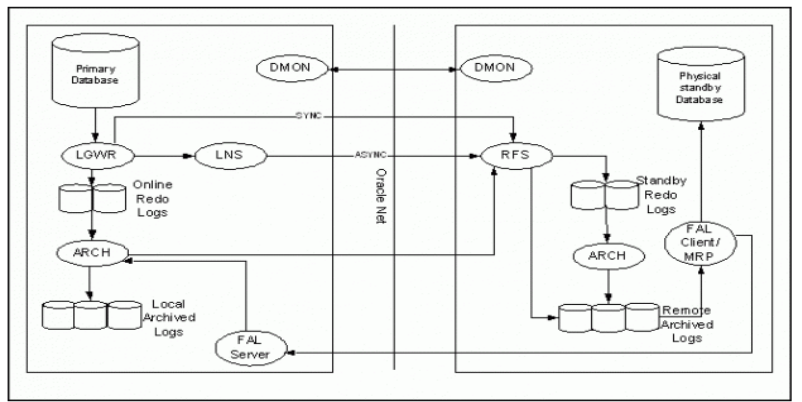 Primary
Database
DMON
DMON
Physical
standby
Database
SYNC
LGWR
LNS
ASYNC
RFS
Oracle Net
Online
Redo
Logs
Standby
Redo
Logs
ARCH
ARCH
FAL
Client/
MRP
Local
Archived
Logs
Remote
Archived
Logs
FAL
Server